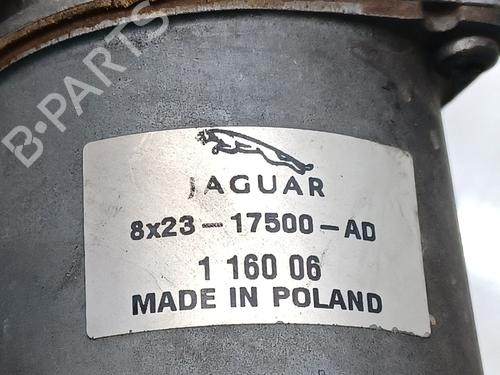 B-PARTS
JAGUAR
8x23-17500-AD
1 160 06
MADE IN POLAND